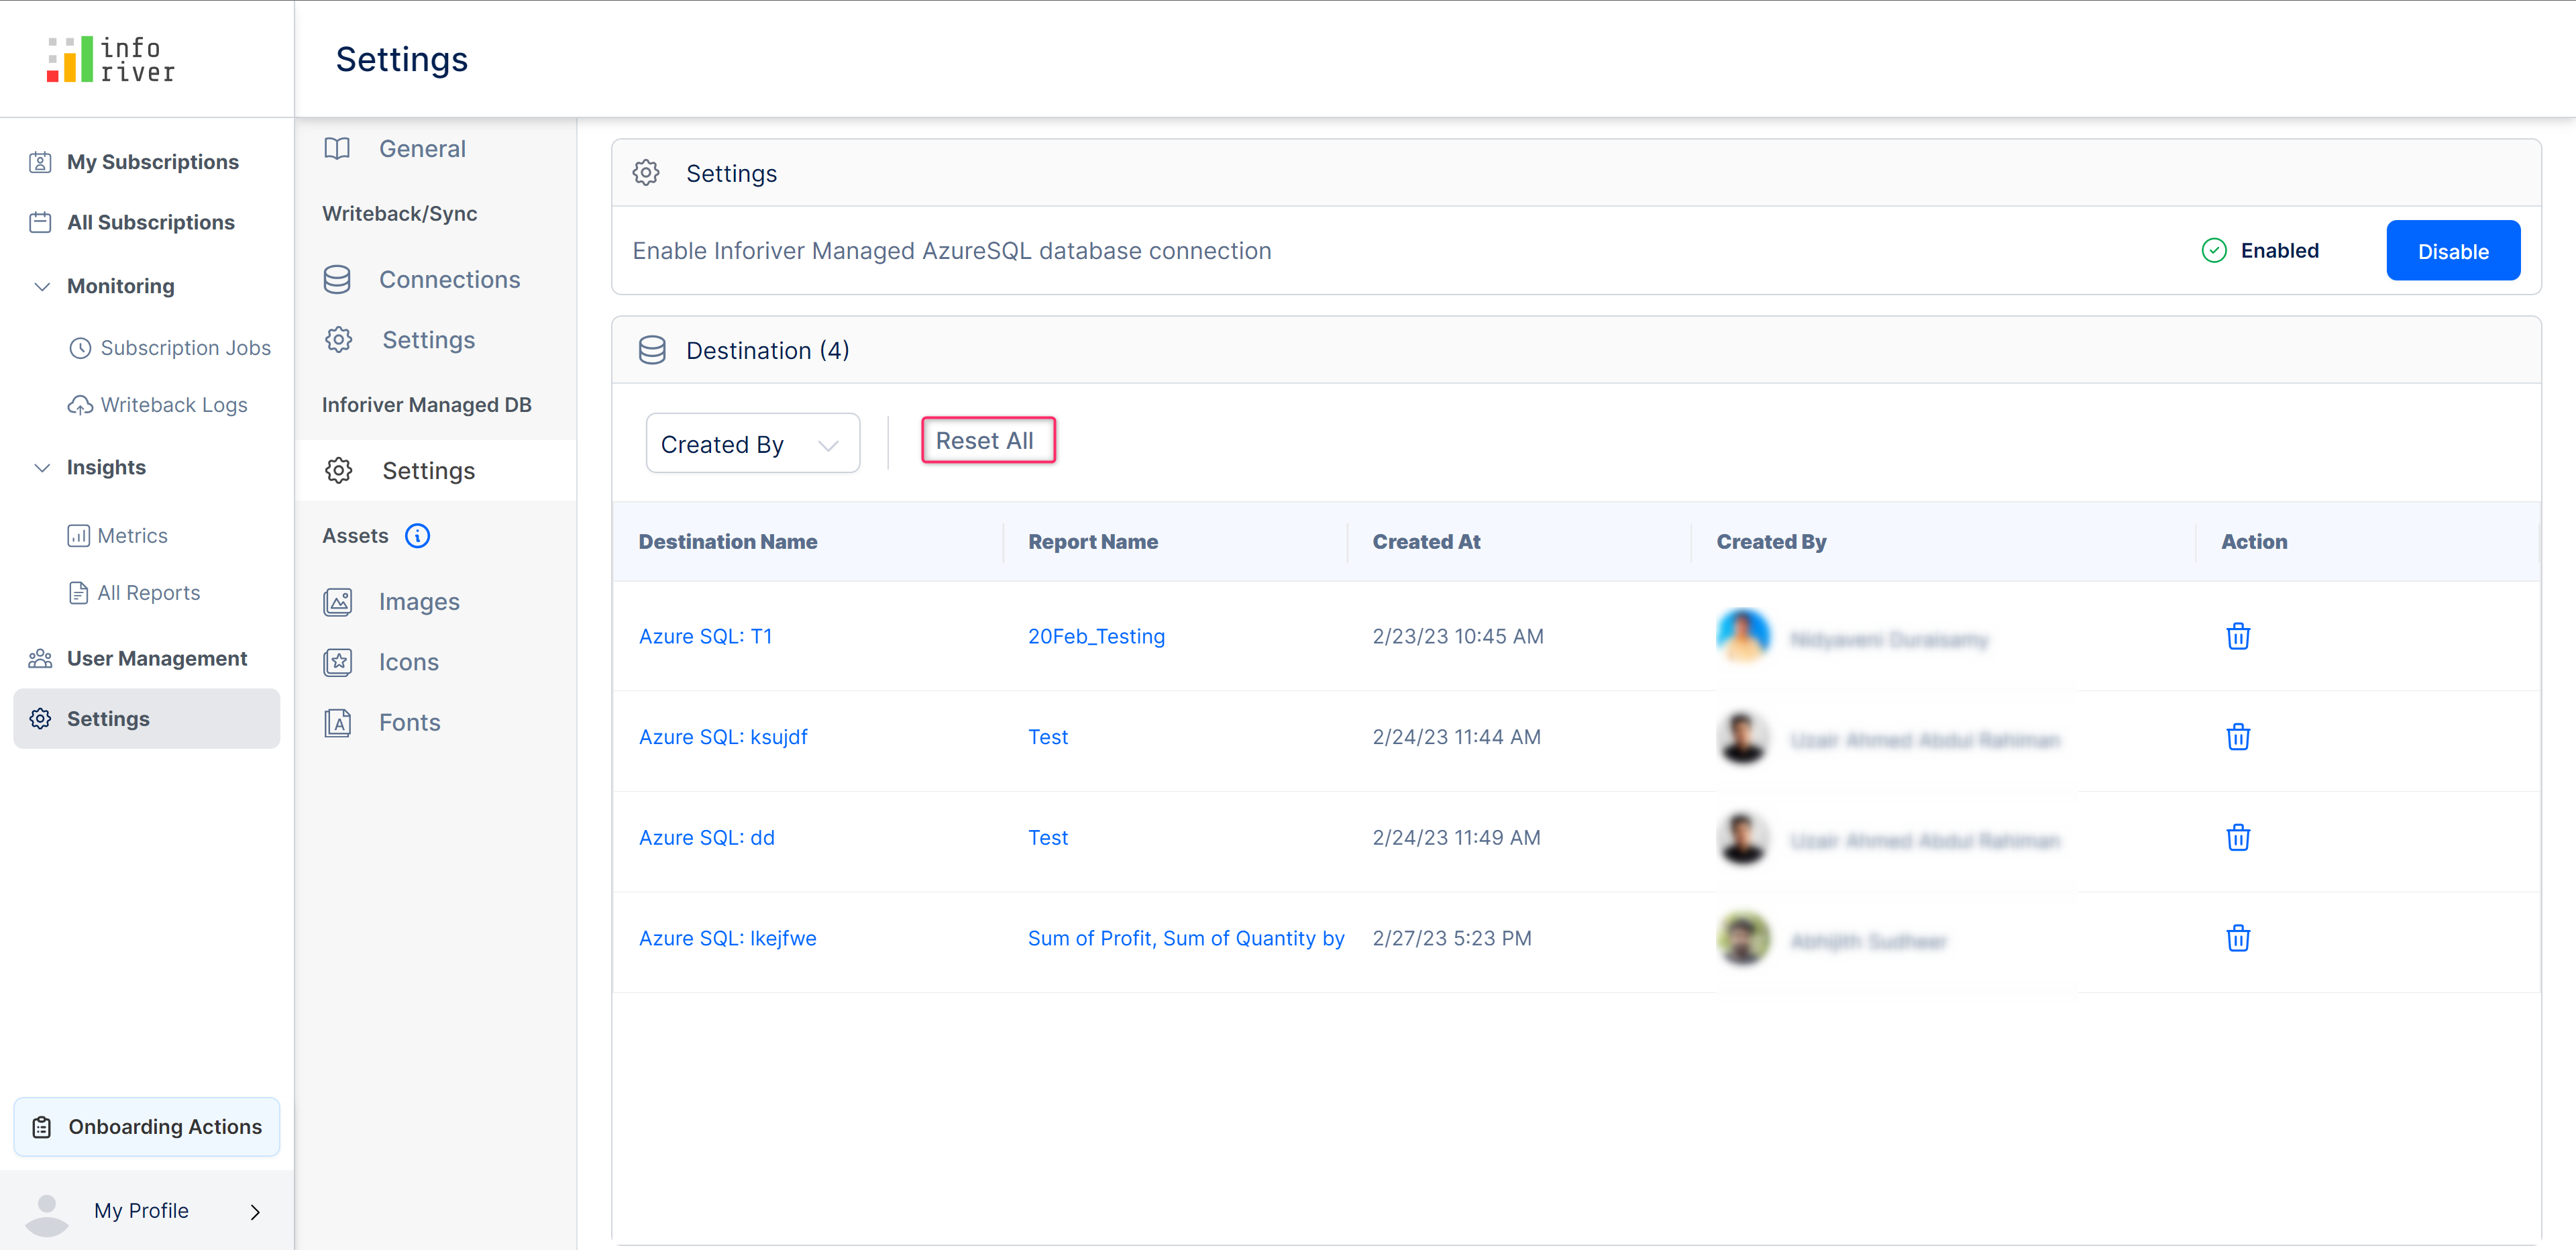 info
river
Settings
My Subscriptions
All Subscriptions
Monitoring
Subscription Jobs
Writeback Logs
Insights
Metrics
All Reports
User Management
Settings
Onboarding Actions
My Profile
General
Writeback/Sync
Connections
Settings
Inforiver Managed DB
Settings
Assets
Images
Icons
Fonts
Settings
Enable Inforiver Managed AzureSQL database connection
Enabled
Disable
Destination (4)
Created By
Reset All
Destination Name Report Name Created At Created By Action
Azure SQL: T1 20Feb_Testing 2/23/23 10:45 AM
Azure SQL: ksujdf Test 2/24/23 11:44 AM
Azure SQL: dd Test 2/24/23 11:49 AM
Azure SQL: lkejfwe Sum of Profit, Sum of Quantity by 2/27/23 5:23 PM